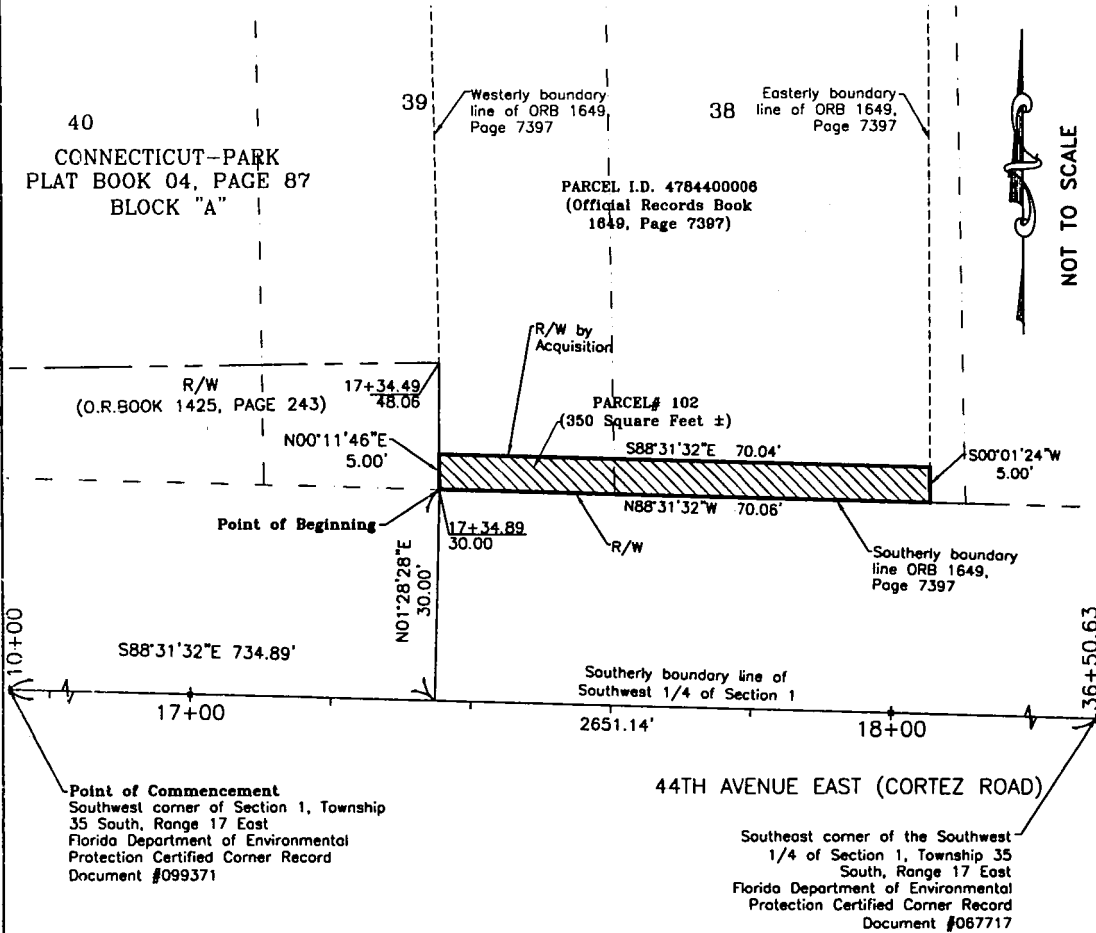 40
CONNECTICUT-PARK
PLAT BOOK 04, PAGE 87
BLOCK "A"
39
Westerly boundary
line of ORB 1649,
Page 7397
38
Easterly boundary
line of ORB 1649,
Page 7397
NOT TO SCALE
PARCEL I.D. 4784400006
(Official Records Book
1649, Page 7397)
R/W by
Acquisition
R/W
(O.R.BOOK 1425, PAGE 243)
17+34.49
48.06
PARCEL# 102
(350 Square Feet ±)
N00°11'46"E
5.00'
S88°31'32"E 70.04'
S00°01'24"W
5.00'
N88°31'32"W 70.06'
Point of Beginning
17+34.89
30.00
R/W
Southerly boundary
line ORB 1649,
Page 7397
N01°28'28"E
30.00'
10+00
S88°31'32"E 734.89'
Southerly boundary line of
Southwest 1/4 of Section 1
36+50.63
17+00
2651.14'
18+00
Point of Commencement
Southwest corner of Section 1, Township
35 South, Range 17 East
Florida Department of Environmental
Protection Certified Corner Record
Document #099371
44TH AVENUE EAST (CORTEZ ROAD)
Southeast corner of the Southwest
1/4 of Section 1, Township 35
South, Range 17 East
Florida Department of Environmental
Protection Certified Corner Record
Document #067717